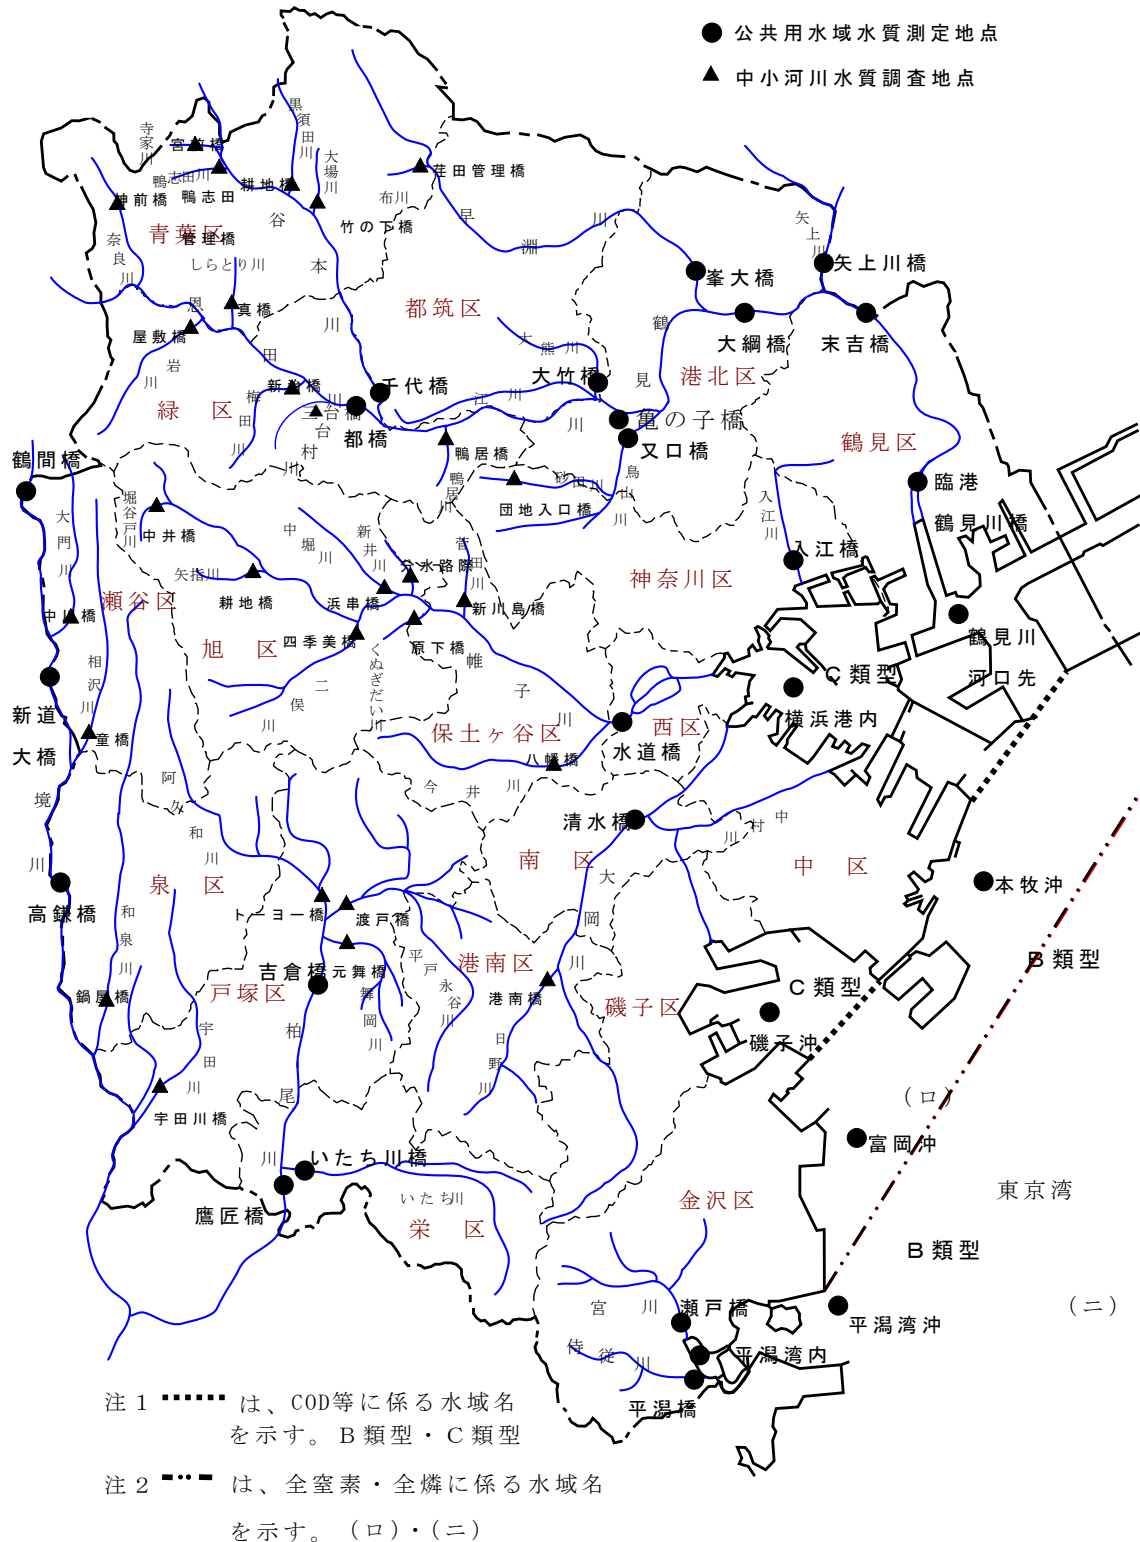 公共用水域水質測定地点
中小河川水質調査地点
寺家川
宮前橋
黒須田川
大場川
鴨志田川
鴨志田
管理橋
耕地橋
神前橋
青葉区
奈良川
しらとり川
谷本川
竹の下橋
布川
荏田管理橋
早淵川
矢上川
矢上川橋
峯大橋
大綱橋
末吉橋
真橋
恩田川
屋敷橋
岩川
緑区
都筑区
大熊川
大竹橋
鶴見川
港北区
新治橋
梅田川
三台橋
台村川
都橋
千代橋
江川
亀の子橋
又口橋
鶴見区
鴨居橋
鴨居川
砂田川
鳥山川
団地入口橋
入江川
入江橋
臨港
鶴見川橋
鶴見川
河口先
鶴間橋
大門川
堀谷戸川
中井橋
中堀川
新井川
分水路際
菅田川
新川島橋
神奈川区
矢指川
耕地橋
浜串橋
瀬谷区
中川橋
旭区
四季美橋
原下橋
帷子川
くぬぎだい川
二俣川
相沢川
童橋
新道
大橋
境川
保土ヶ谷区
西区
水道橋
八幡橋
今井川
C類型
横浜港内
阿久和川
泉区
高鎌橋
清水橋
南区
中村川
中区
本牧沖
B類型
大岡川
トーヨー橋
渡戸橋
元舞橋
舞岡川
吉倉橋
戸塚区
柏尾川
平戸永谷川
港南区
港南橋
日野川
磯子区
C類型
磯子沖
和泉川
鍋屋橋
宇田川
宇田川橋
(ロ)
富岡沖
東京湾
B類型
(ニ)
いたち川橋
いたち川
鷹匠橋
栄区
金沢区
宮川
瀬戸橋
侍従川
平潟湾内
平潟湾沖
平潟橋
注1 は、COD等に係る水域名
を示す。B類型・C類型
注2 は、全窒素・全燐に係る水域名
を示す。(ロ)・(ニ)